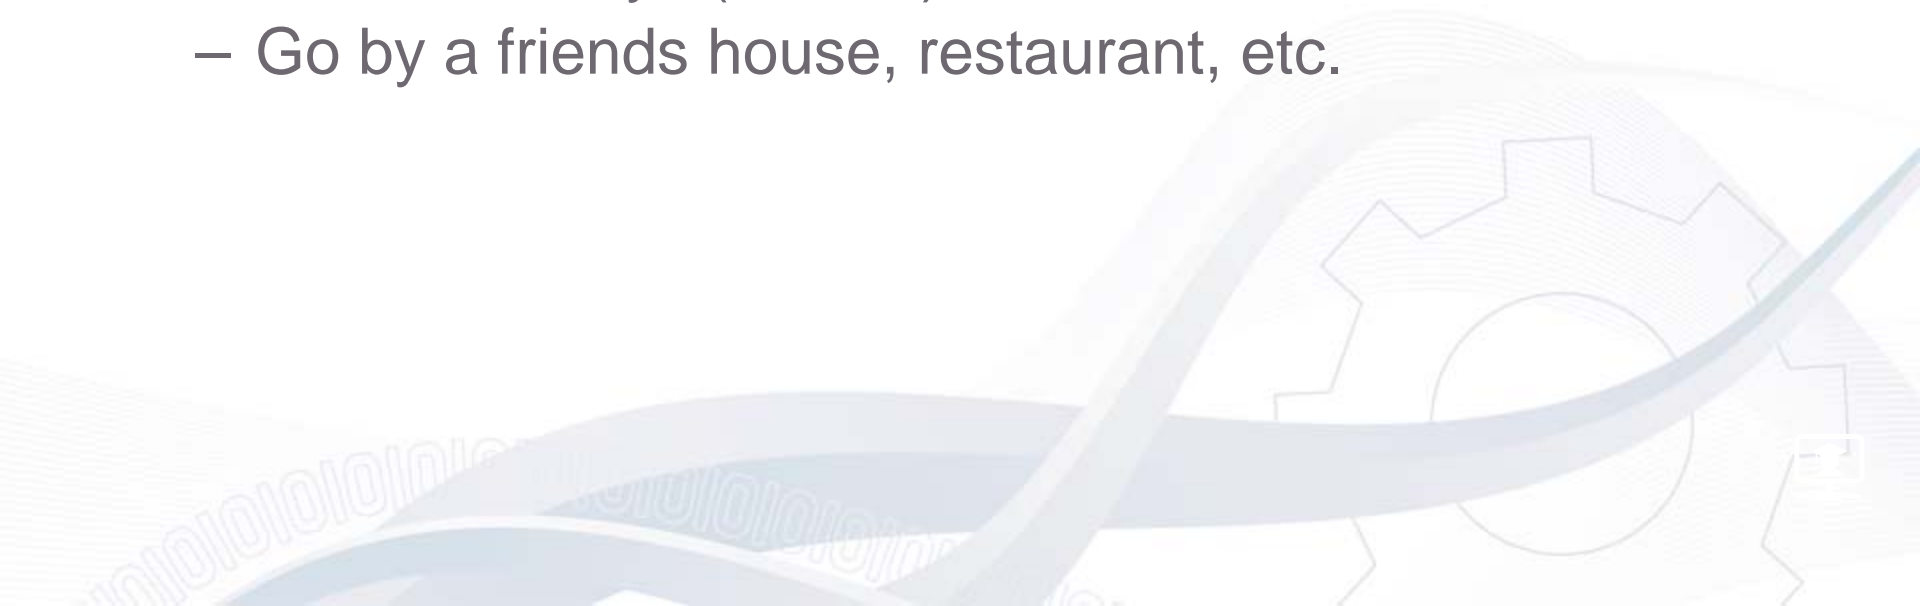 – Go by a friends house, restaurant, etc.